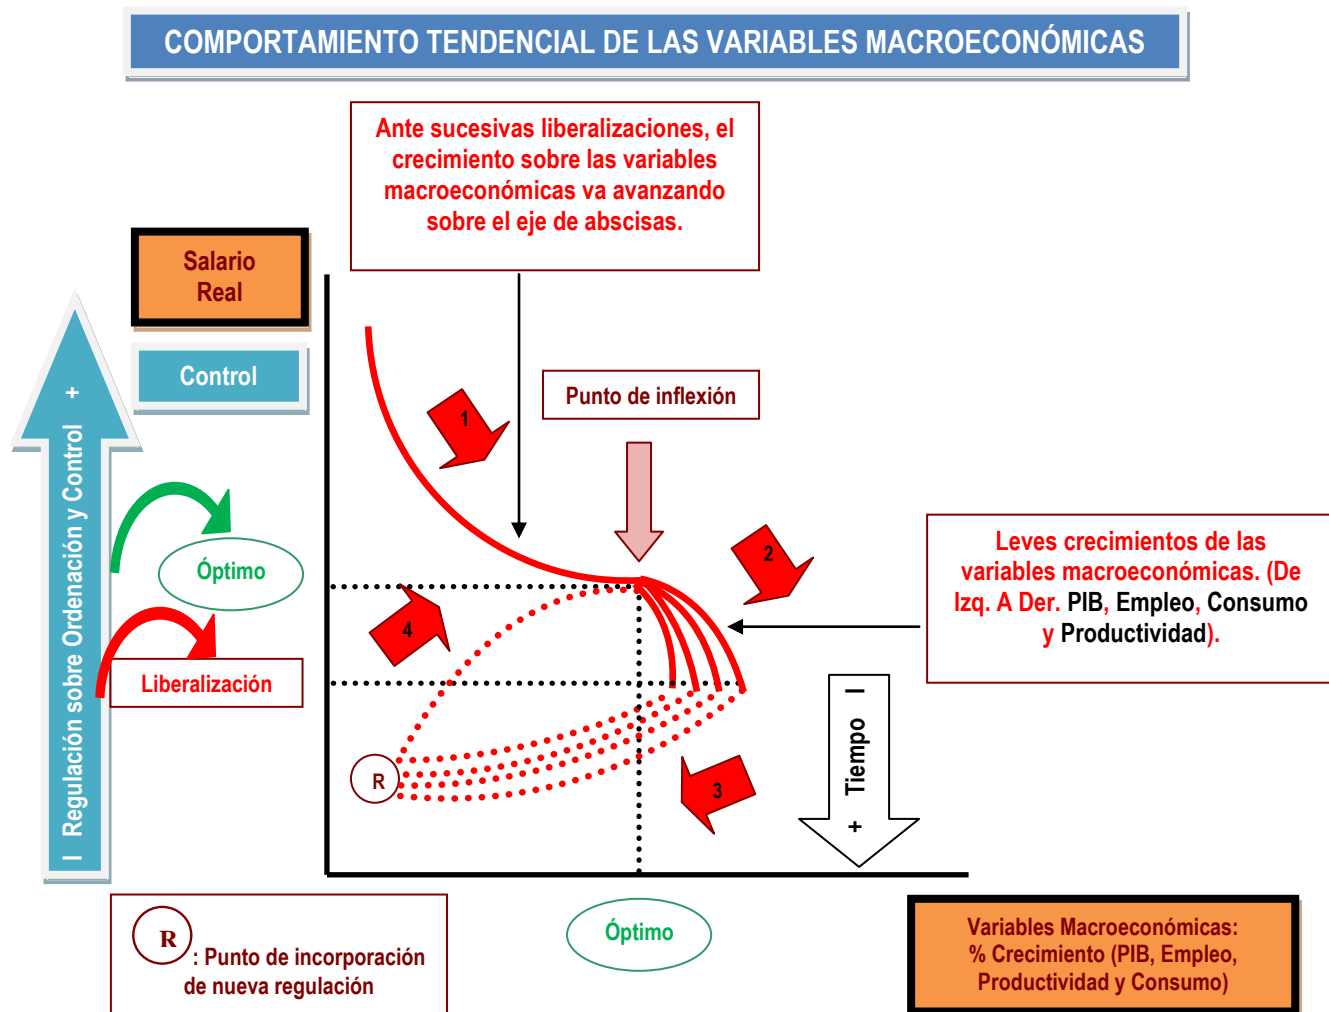 COMPORTAMIENTO TENDENCIAL DE LAS VARIABLES MACROECONÓMICAS
Ante sucesivas liberalizaciones, el
crecimiento sobre las variables
macroeconómicas va avanzando
sobre el eje de abscisas.
Salario
Real
Control
I Regulación sobre Ordenación y Control +
Punto de inflexión
1
2
Óptimo
4
Leves crecimientos de las
variables macroeconómicas. (De
Izq. A Der. PIB, Empleo, Consumo
y Productividad).
Liberalización
R
3
+ Tiempo I
R
: Punto de incorporación
de nueva regulación
Óptimo
Variables Macroeconómicas:
% Crecimiento (PIB, Empleo,
Productividad y Consumo)